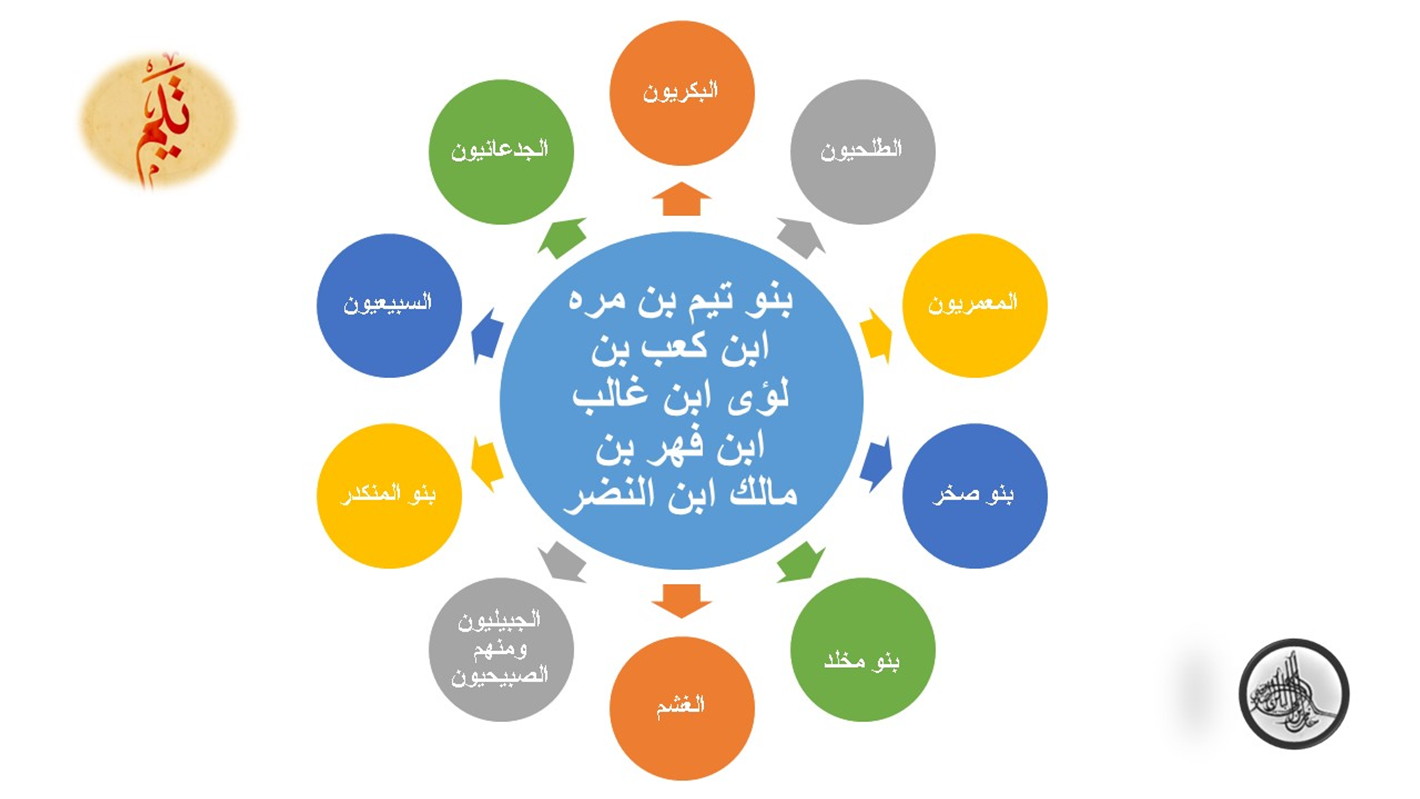 تيم
البكريون
الطلحيون
المعمريون
بنو صخر
بنو مخلد
الغشم
الجبيليون
ومنهم
الصبيحيون
بنو المنكدر
السبيعيون
الجدعانيون
بنو تيم بن مره
ابن كعب بن
لؤى ابن غالب
ابن فهر بن
مالك ابن النضر